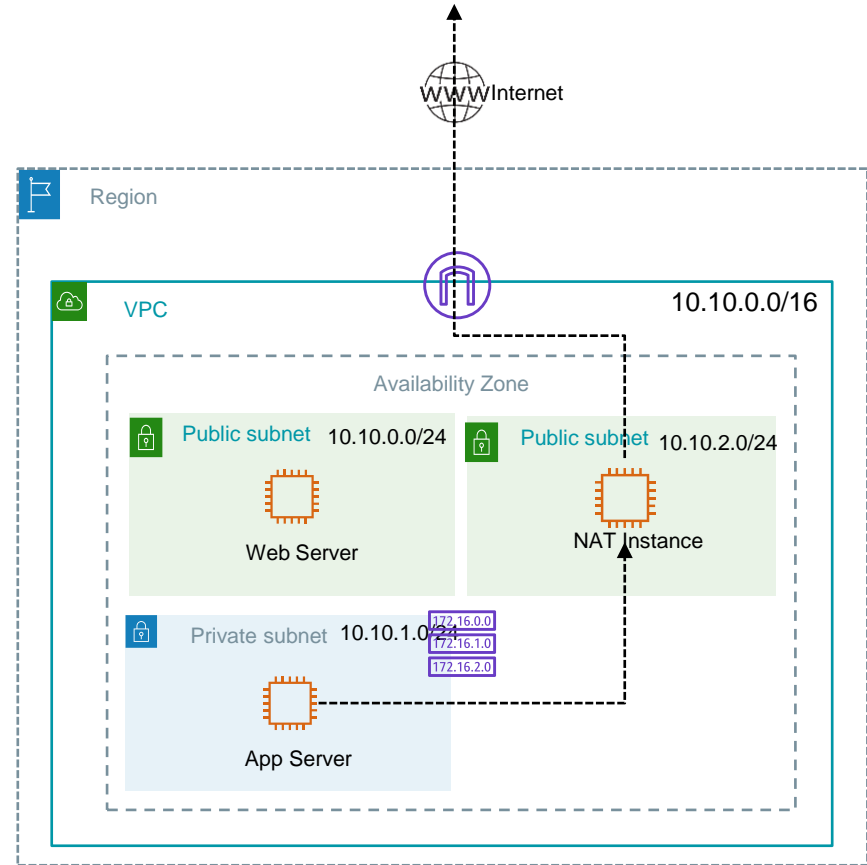 WWW Internet
Region
VPC
10.10.0.0/16
Availability Zone
Public subnet 10.10.0.0/24
Public subnet 10.10.2.0/24
Web Server
NAT Instance
Private subnet 10.10.1.0/24
172.16.0.0
172.16.1.0
172.16.2.0
App Server